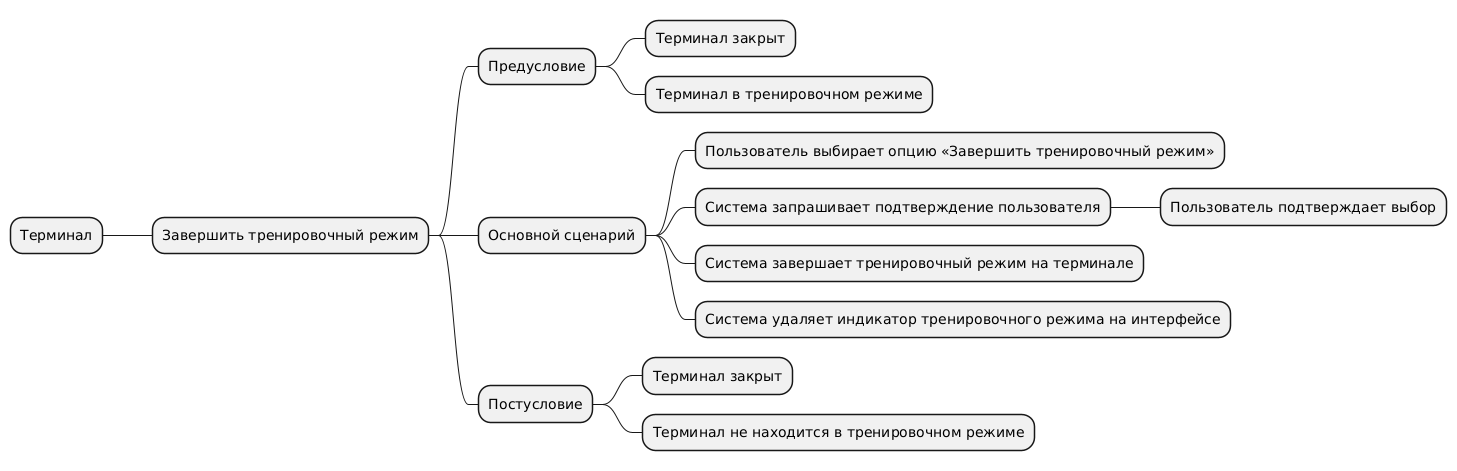 Терминал
Завершить тренировочный режим
Предусловие
Терминал закрыт
Терминал в тренировочном режиме
Основной сценарий
Пользователь выбирает опцию «Завершить тренировочный режим»
Система запрашивает подтверждение пользователя
Пользователь подтверждает выбор
Система завершает тренировочный режим на терминале
Система удаляет индикатор тренировочного режима на интерфейсе
Постусловие
Терминал закрыт
Терминал не находится в тренировочном режиме